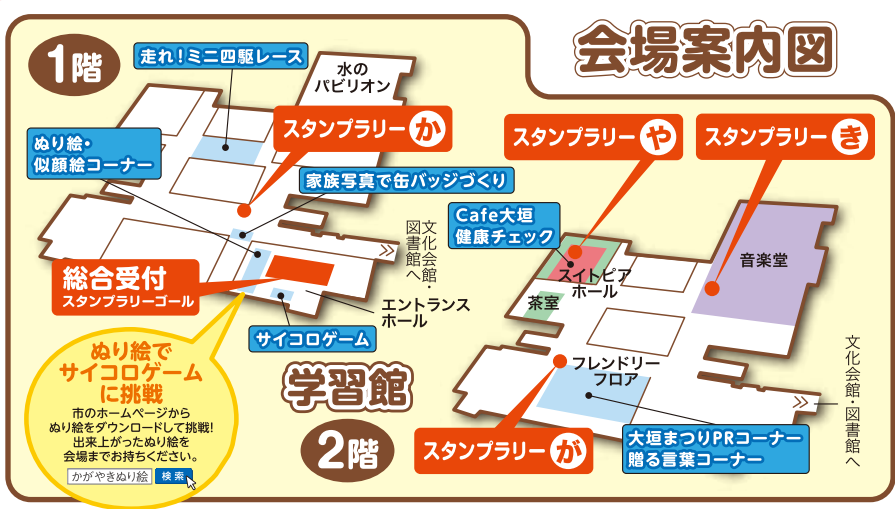 会場案内図
1階
走れ!ミニ四駆レース
水の
パビリオン
スタンプラリーか
ぬり絵・
似顔絵コーナー
家族写真で缶バッジづくり
文化会館・
図書館へ
総合受付
スタンプラリーゴール
エントランス
ホール
サイコロゲーム
ぬり絵で
サイコロゲーム
に挑戦
市のホームページから
ぬり絵をダウンロードして挑戦!
出来上がったぬり絵を
会場までお持ちください。
かがやきぬり絵 検索
学習館
2階
スタンプラリーや
スタンプラリーき
Cafe大垣
健康チェック
スイトピア
ホール
音楽堂
茶室
フレンドリー
フロア
文化会館・図書館へ
スタンプラリーが
大垣まつりPRコーナー
贈る言葉コーナー